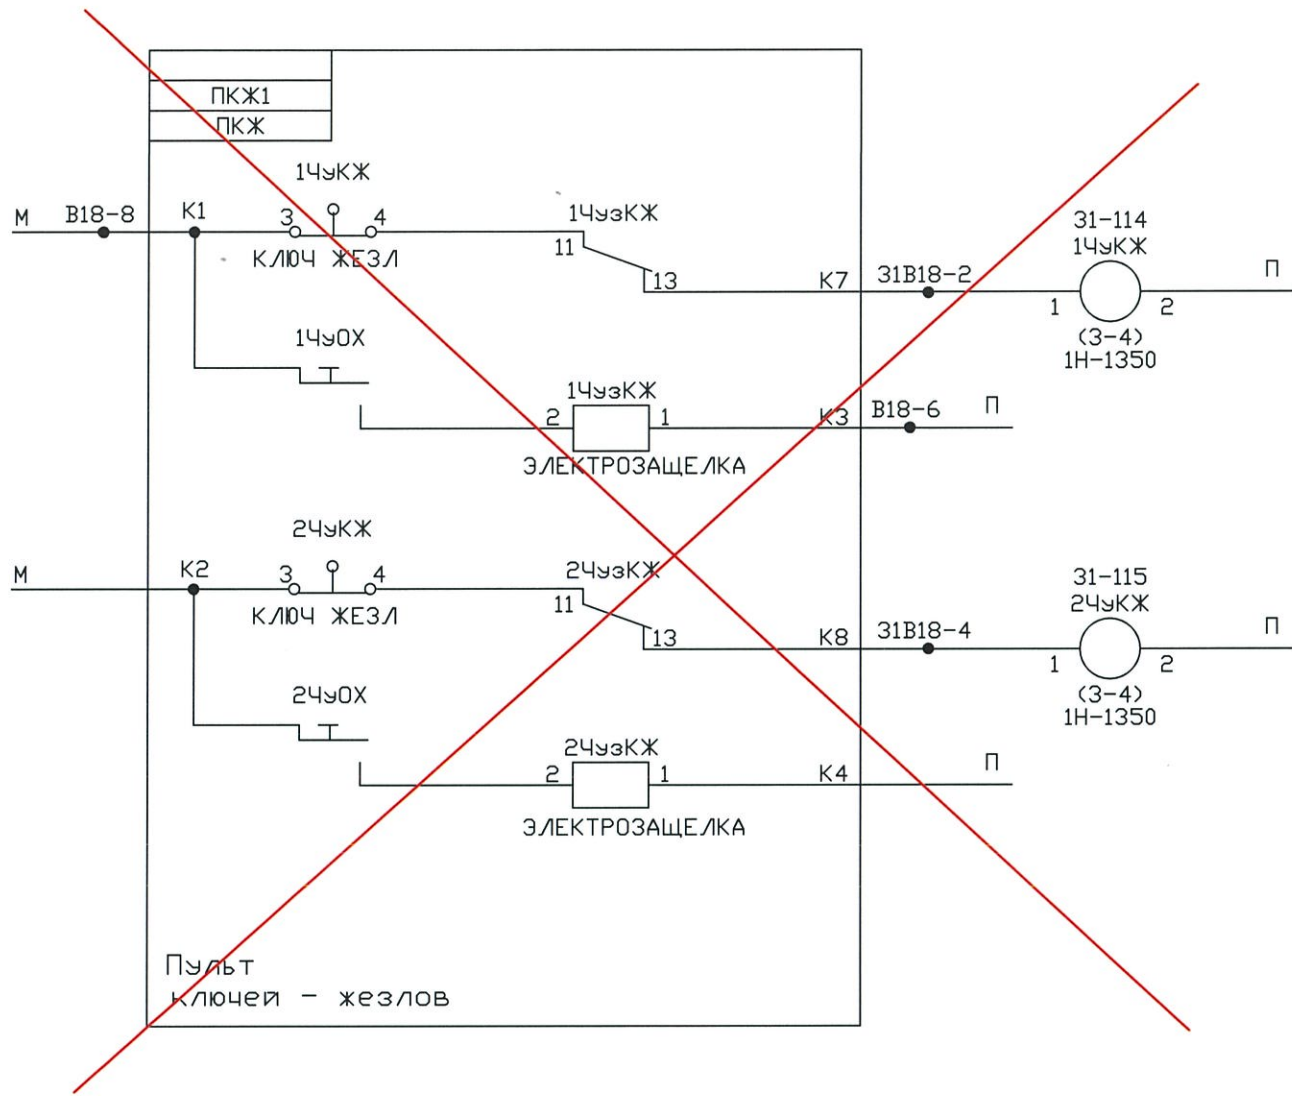 ПКЖ1
ПКЖ
1ЧуКЖ
М В18-8 К1 3 4
КЛЮЧ ЖЕЗЛ
1ЧузКЖ
11
13
К7 31В18-2
31-114
1ЧуКЖ
1 2 П
(3-4)
1Н-1350
1ЧуОХ
1ЧузКЖ
2 1 К3 В18-6 П
ЭЛЕКТРОЗАЩЕЛКА
2ЧуКЖ
М К2 3 4
КЛЮЧ ЖЕЗЛ
2ЧузКЖ
11
13
К8 31В18-4
31-115
2ЧуКЖ
1 2 П
(3-4)
1Н-1350
2ЧуОХ
2ЧузКЖ
2 1 К4 П
ЭЛЕКТРОЗАЩЕЛКА
Пульт
ключей - жезлов